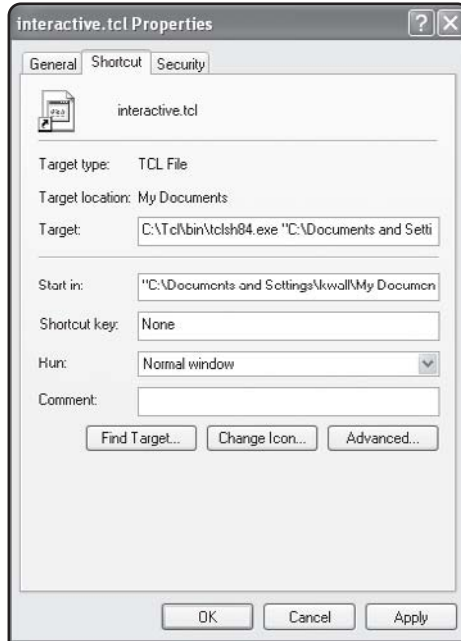 interactive.tcl Properties
General Shortcut Security
interactive.tcl
Target type: TCL File
Target location: My Documents
Target: C:\Tcl\bin\tclsh84.exe "C:\Documents and Setti
Start in: "C:\Documents and Settings\kwall\My Documen
Shortcut key: None
Run: Normal window
Comment:
Find Target... Change Icon... Advanced...
OK Cancel Apply